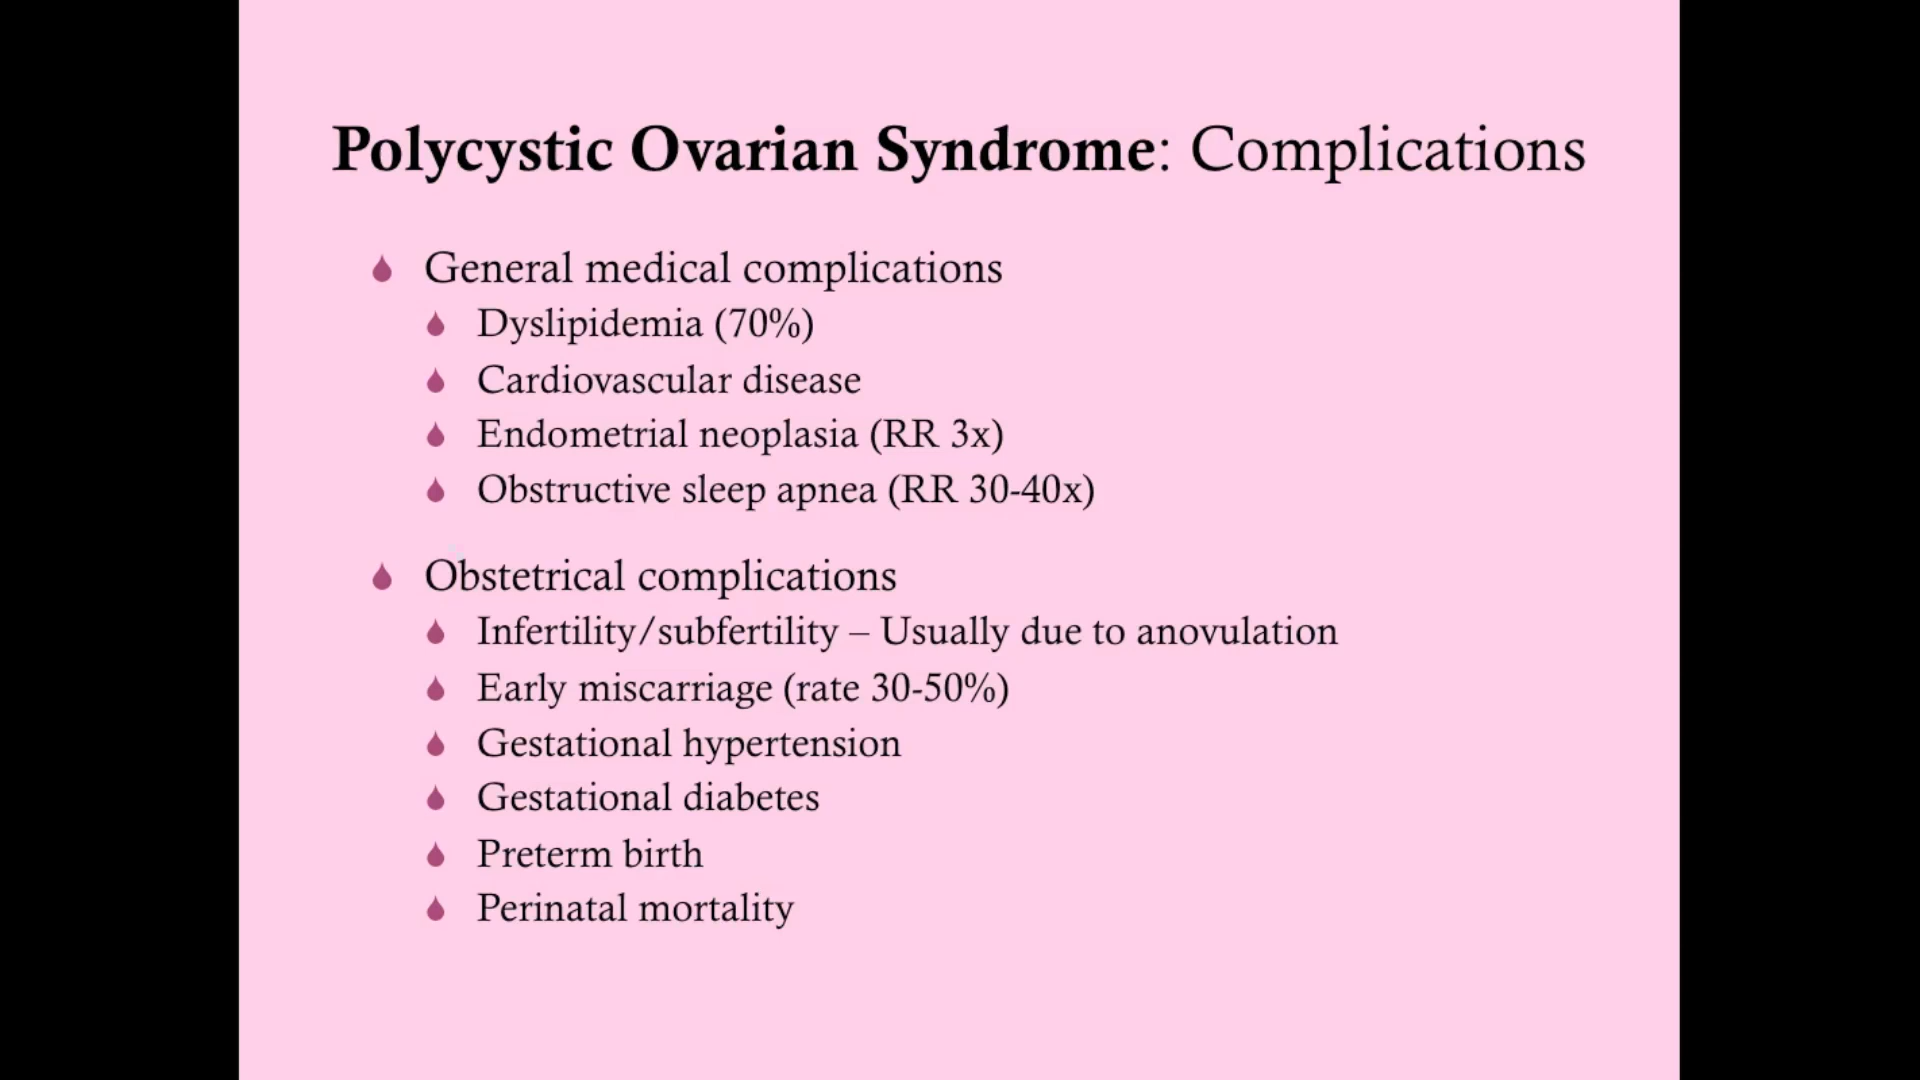 Polycystic Ovarian Syndrome: Complications
General medical complications
Dyslipidemia (70%)
Cardiovascular disease
Endometrial neoplasia (RR 3x)
Obstructive sleep apnea (RR 30-40x)
Obstetrical complications
Infertility/subfertility – Usually due to anovulation
Early miscarriage (rate 30-50%)
Gestational hypertension
Gestational diabetes
Preterm birth
Perinatal mortality